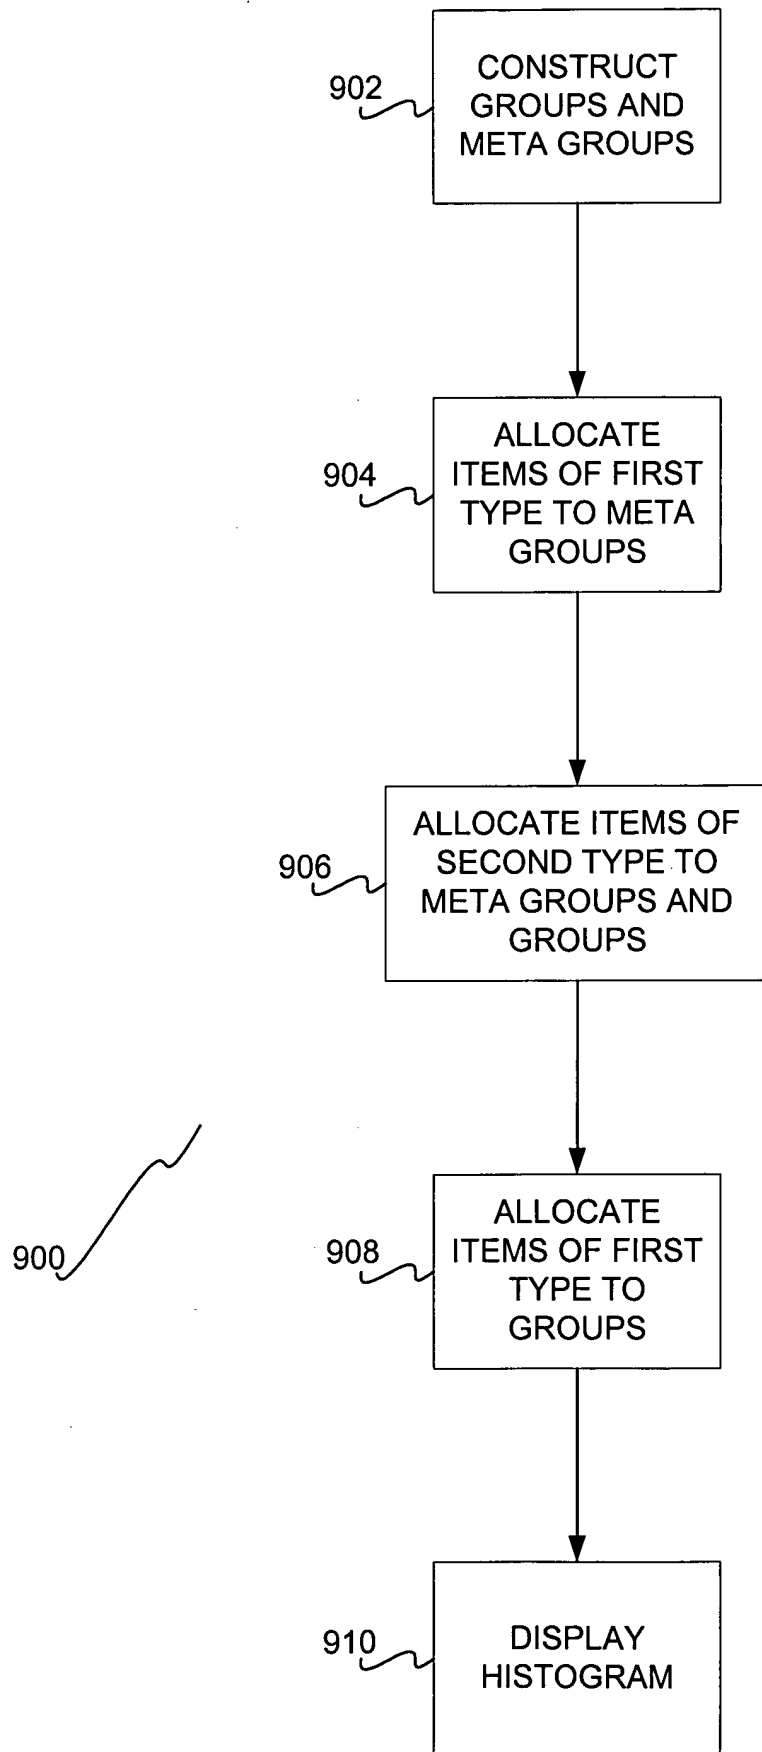 902
CONSTRUCT
GROUPS AND
META GROUPS
904
ALLOCATE
ITEMS OF FIRST
TYPE TO META
GROUPS
906
ALLOCATE ITEMS OF
SECOND TYPE TO
META GROUPS AND
GROUPS
900
908
ALLOCATE
ITEMS OF FIRST
TYPE TO
GROUPS
910
DISPLAY
HISTOGRAM